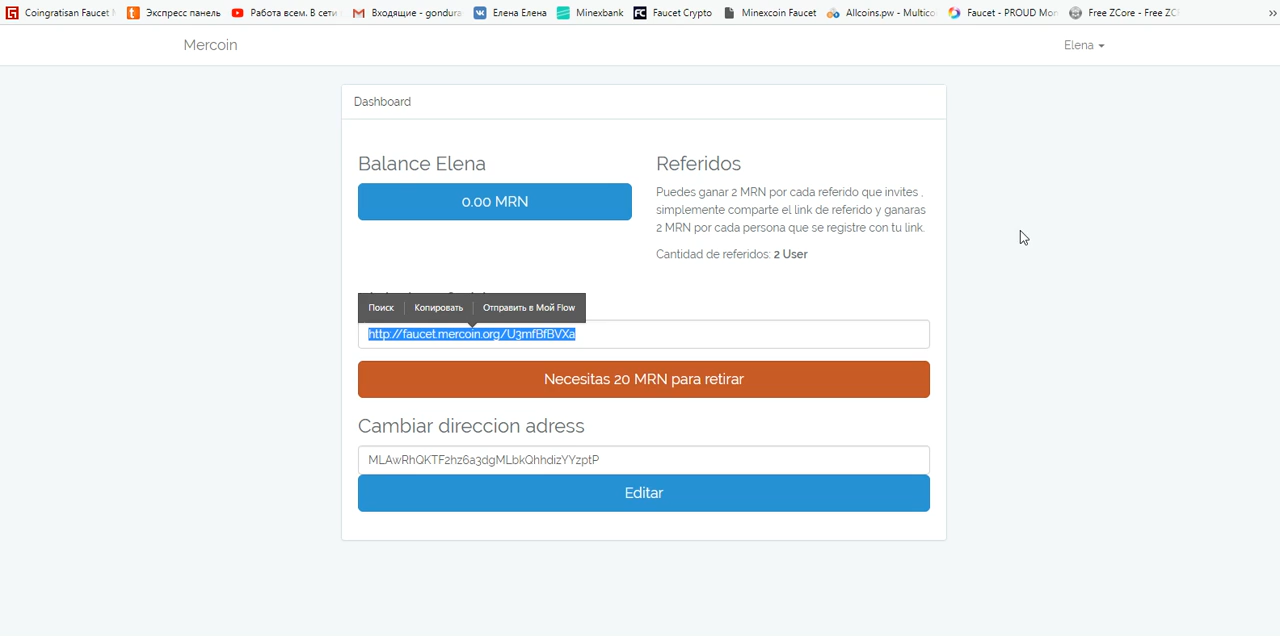 Coingratisan Faucet Экспресс панель Работа всем. В сети Входящие - gondura Елена Елена Minexbank Faucet Crypto Minexcoin Faucet Allcoins.pw - Multico Faucet - PROUD Mon Free ZCore - Free ZC »
Mercoin Elena
Dashboard
Balance Elena
0.00 MRN
Referidos
Puedes ganar 2 MRN por cada referido que invites ,
simplemente comparte el link de referido y ganaras
2 MRN por cada persona que se registre con tu link.
Cantidad de referidos: 2 User
Поиск Копировать Отправить в Мой Flow
http://faucet.mercoin.org/U3mfBfBVXa
Necesitas 20 MRN para retirar
Cambiar direccion adress
MLAwRhQKTF2hz6a3dgMLbkQhhdizYYzptP
Editar